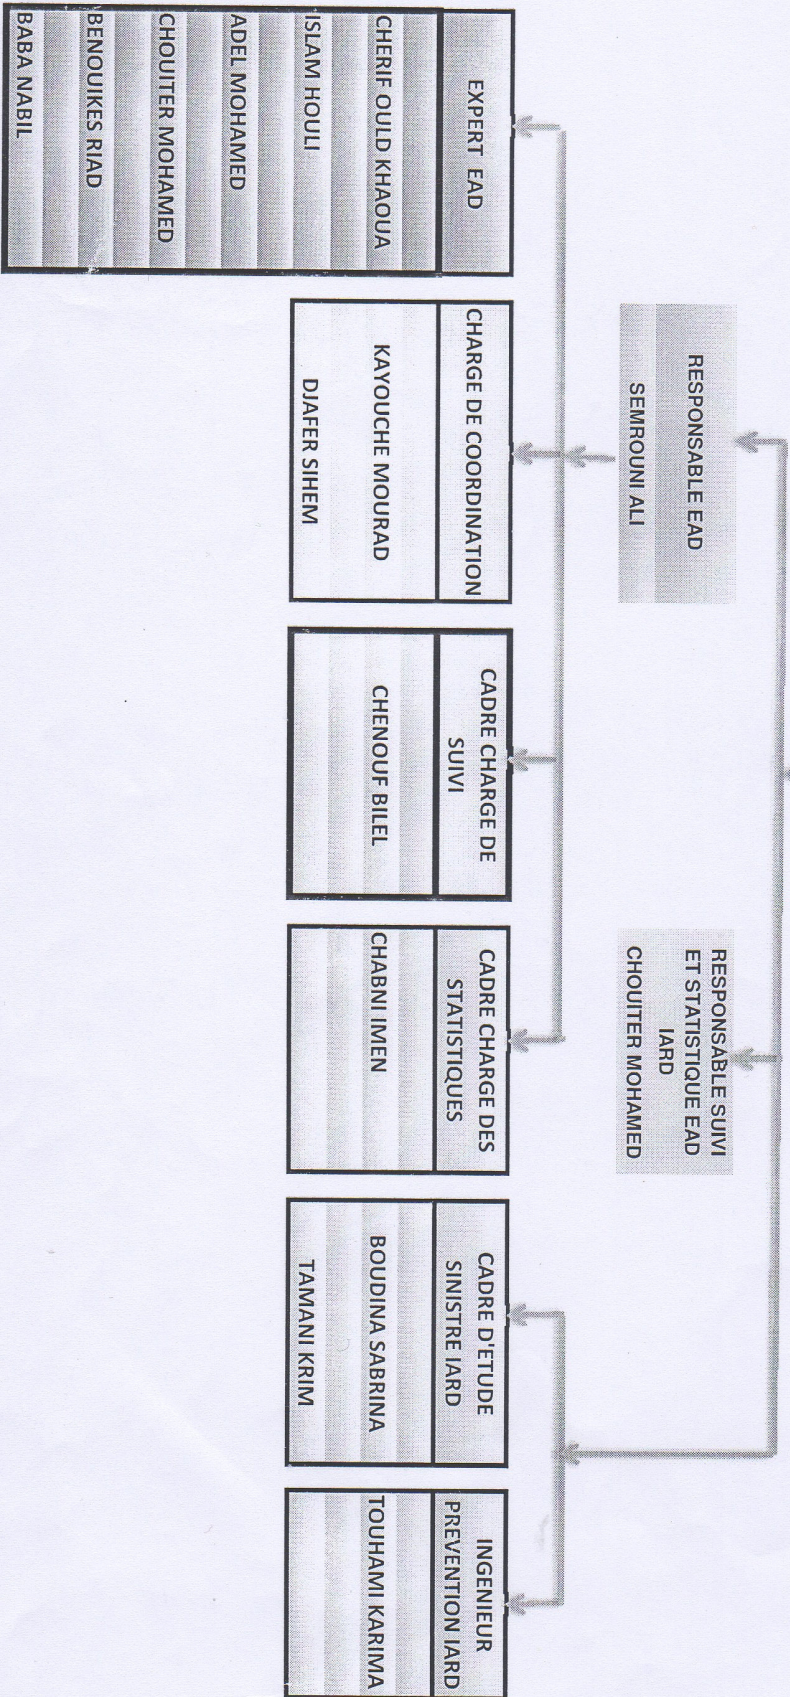 RESPONSABLE EAD
SEMROUNI ALI
RESPONSABLE SUIVI
ET STATISTIQUE EAD
IARD
CHOUITER MOHAMED
EXPERT EAD
CHERIF OULD KHAOUA
ISLAM HOULI
ADEL MOHAMED
CHOUITER MOHAMED
BENOUIKES RIAD
BABA NABIL
CHARGE DE COORDINATION
KAYOUCHE MOURAD
DJAFER SIHEM
CADRE CHARGE DE
SUIVI
CHENOUF BILEL
CADRE CHARGE DES
STATISTIQUES
CHABNI IMEN
CADRE D'ETUDE
SINISTRE IARD
BOUDINA SABRINA
TAMANI KRIM
INGENIEUR
PREVENTION IARD
TOUHAMI KARIMA